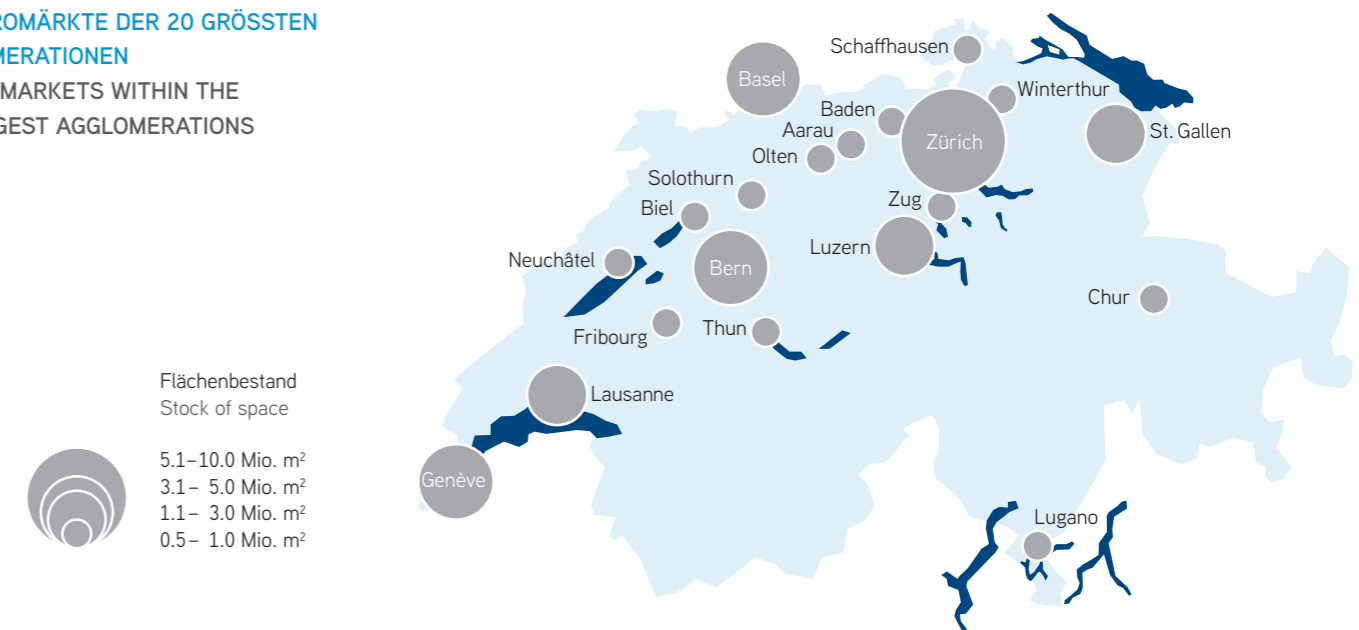 ROMÄRKTE DER 20 GRÖSSTEN
MERATIONEN
MARKETS WITHIN THE
GEST AGGLOMERATIONS
Schaffhausen
Basel
Winterthur
Baden
Aarau
Zürich
St. Gallen
Olten
Solothurn
Zug
Biel
Luzern
Neuchâtel
Bern
Chur
Fribourg
Thun
Flächenbestand
Stock of space
Lausanne
5.1–10.0 Mio. m²
3.1– 5.0 Mio. m²
1.1– 3.0 Mio. m²
0.5– 1.0 Mio. m²
Genève
Lugano